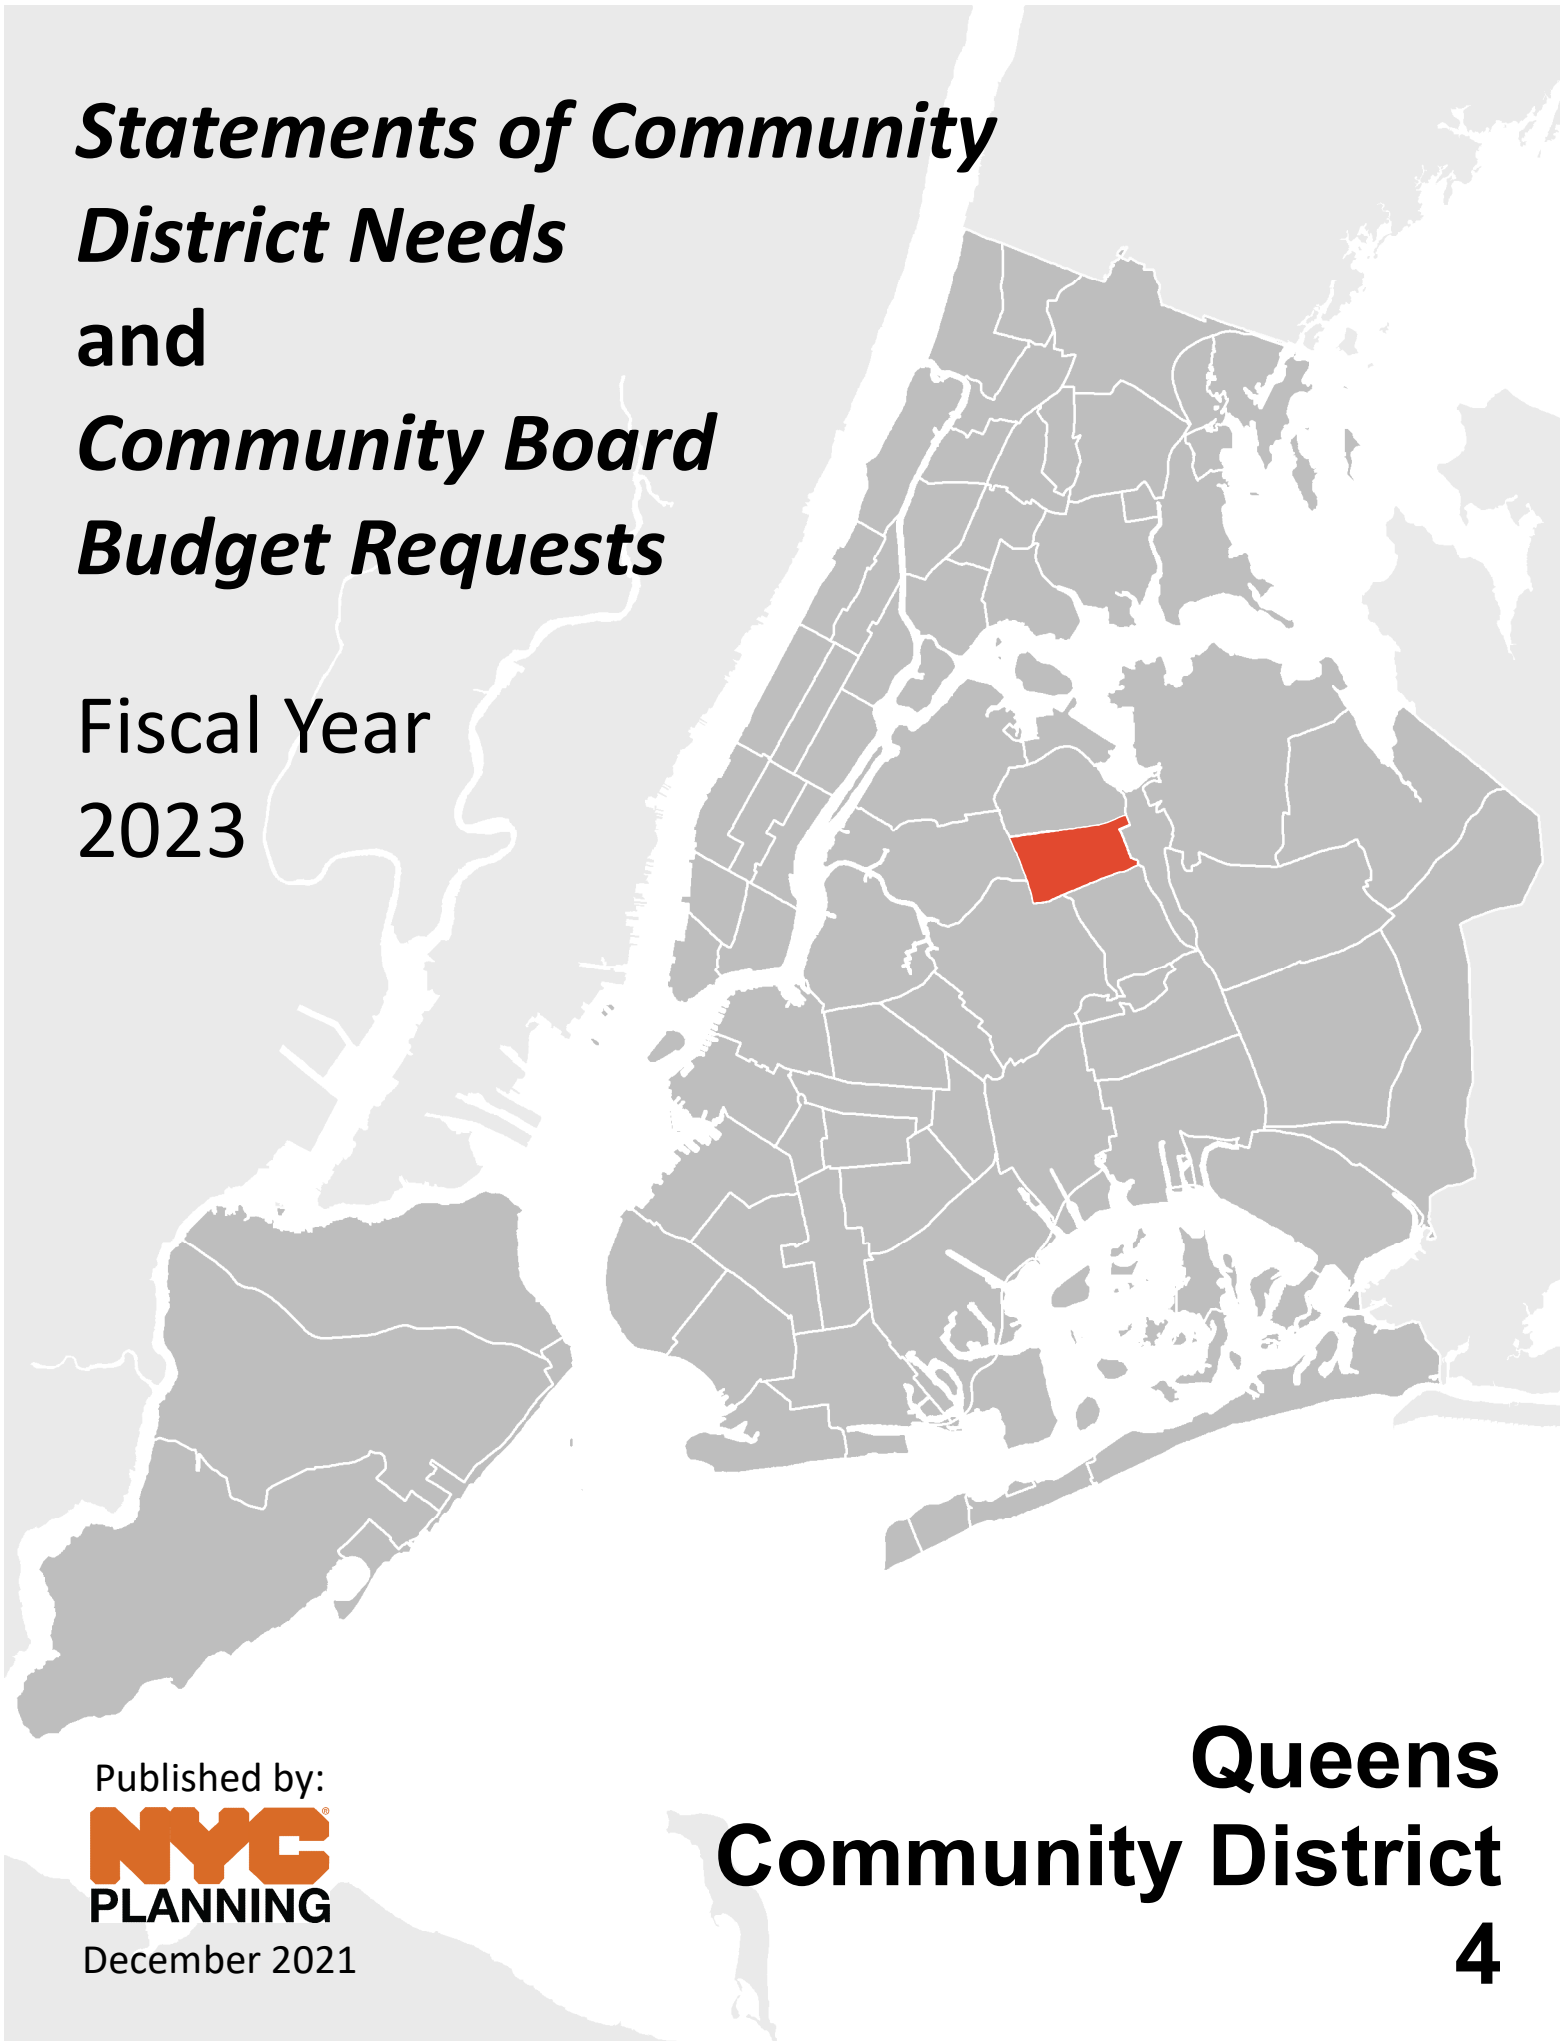 Statements of Community
District Needs
and
Community Board
Budget Requests
Fiscal Year
2023
Published by:
NYC®
PLANNING
December 2021
Queens
Community District
4